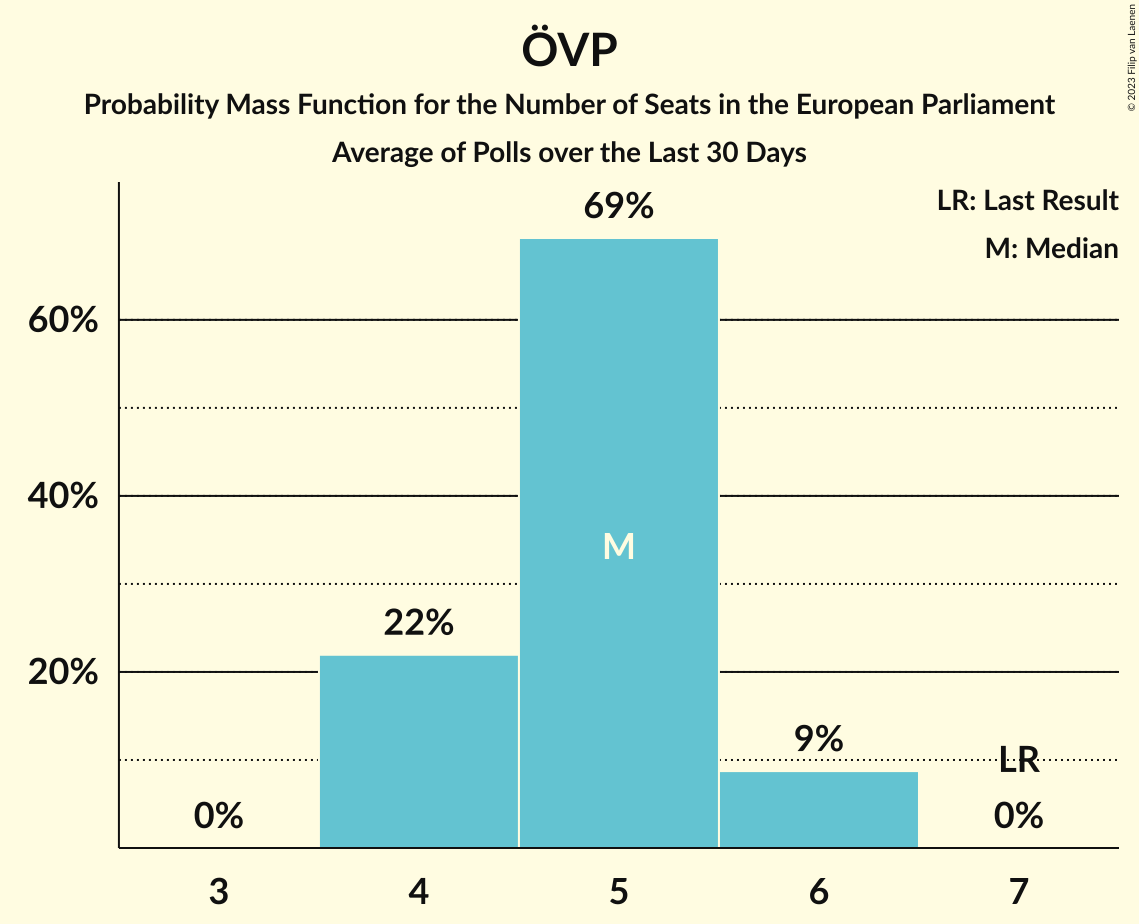 ÖVP
Probability Mass Function for the Number of Seats in the European Parliament
Average of Polls over the Last 30 Days
© 2023 Filip van Laenen
LR: Last Result
M: Median
69%
60%
40%
M
22%
20%
9%
LR
0%
0%
3 4 5 6 7